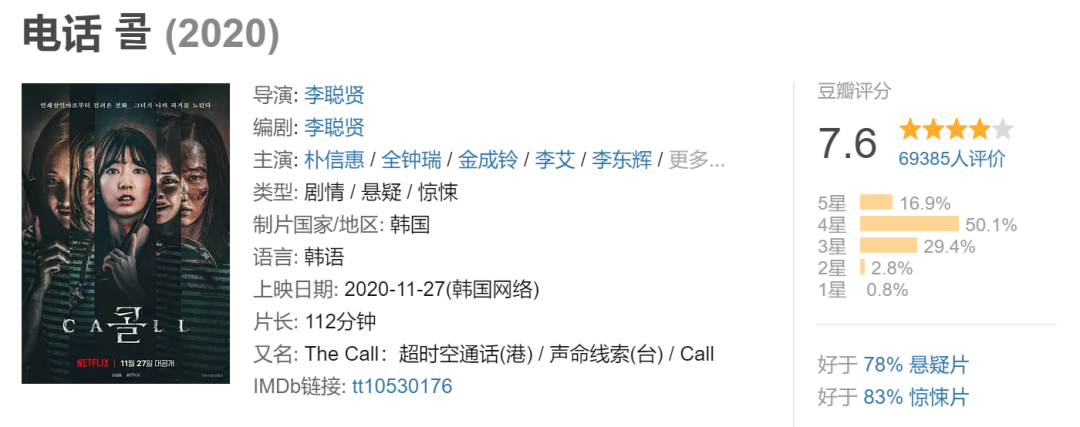 电话 콜 (2020)
연쇄살인마로부터 걸려온 전화_ 그녀가 나의 과거를 노린다
CA콜LL
NETFLIX | 11월 27일 대공개
导演: 李聪贤
编剧: 李聪贤
主演: 朴信惠 / 全钟瑞 / 金成铃 / 李艾 / 李东辉 / 更多...
类型: 剧情 / 悬疑 / 惊悚
制片国家/地区: 韩国
语言: 韩语
上映日期: 2020-11-27(韩国网络)
片长: 112分钟
又名: The Call：超时空通话(港) / 声命线索(台) / Call
IMDb链接: tt10530176
豆瓣评分
7.6
69385人评价
5星 16.9%
4星 50.1%
3星 29.4%
2星 2.8%
1星 0.8%
好于 78% 悬疑片
好于 83% 惊悚片